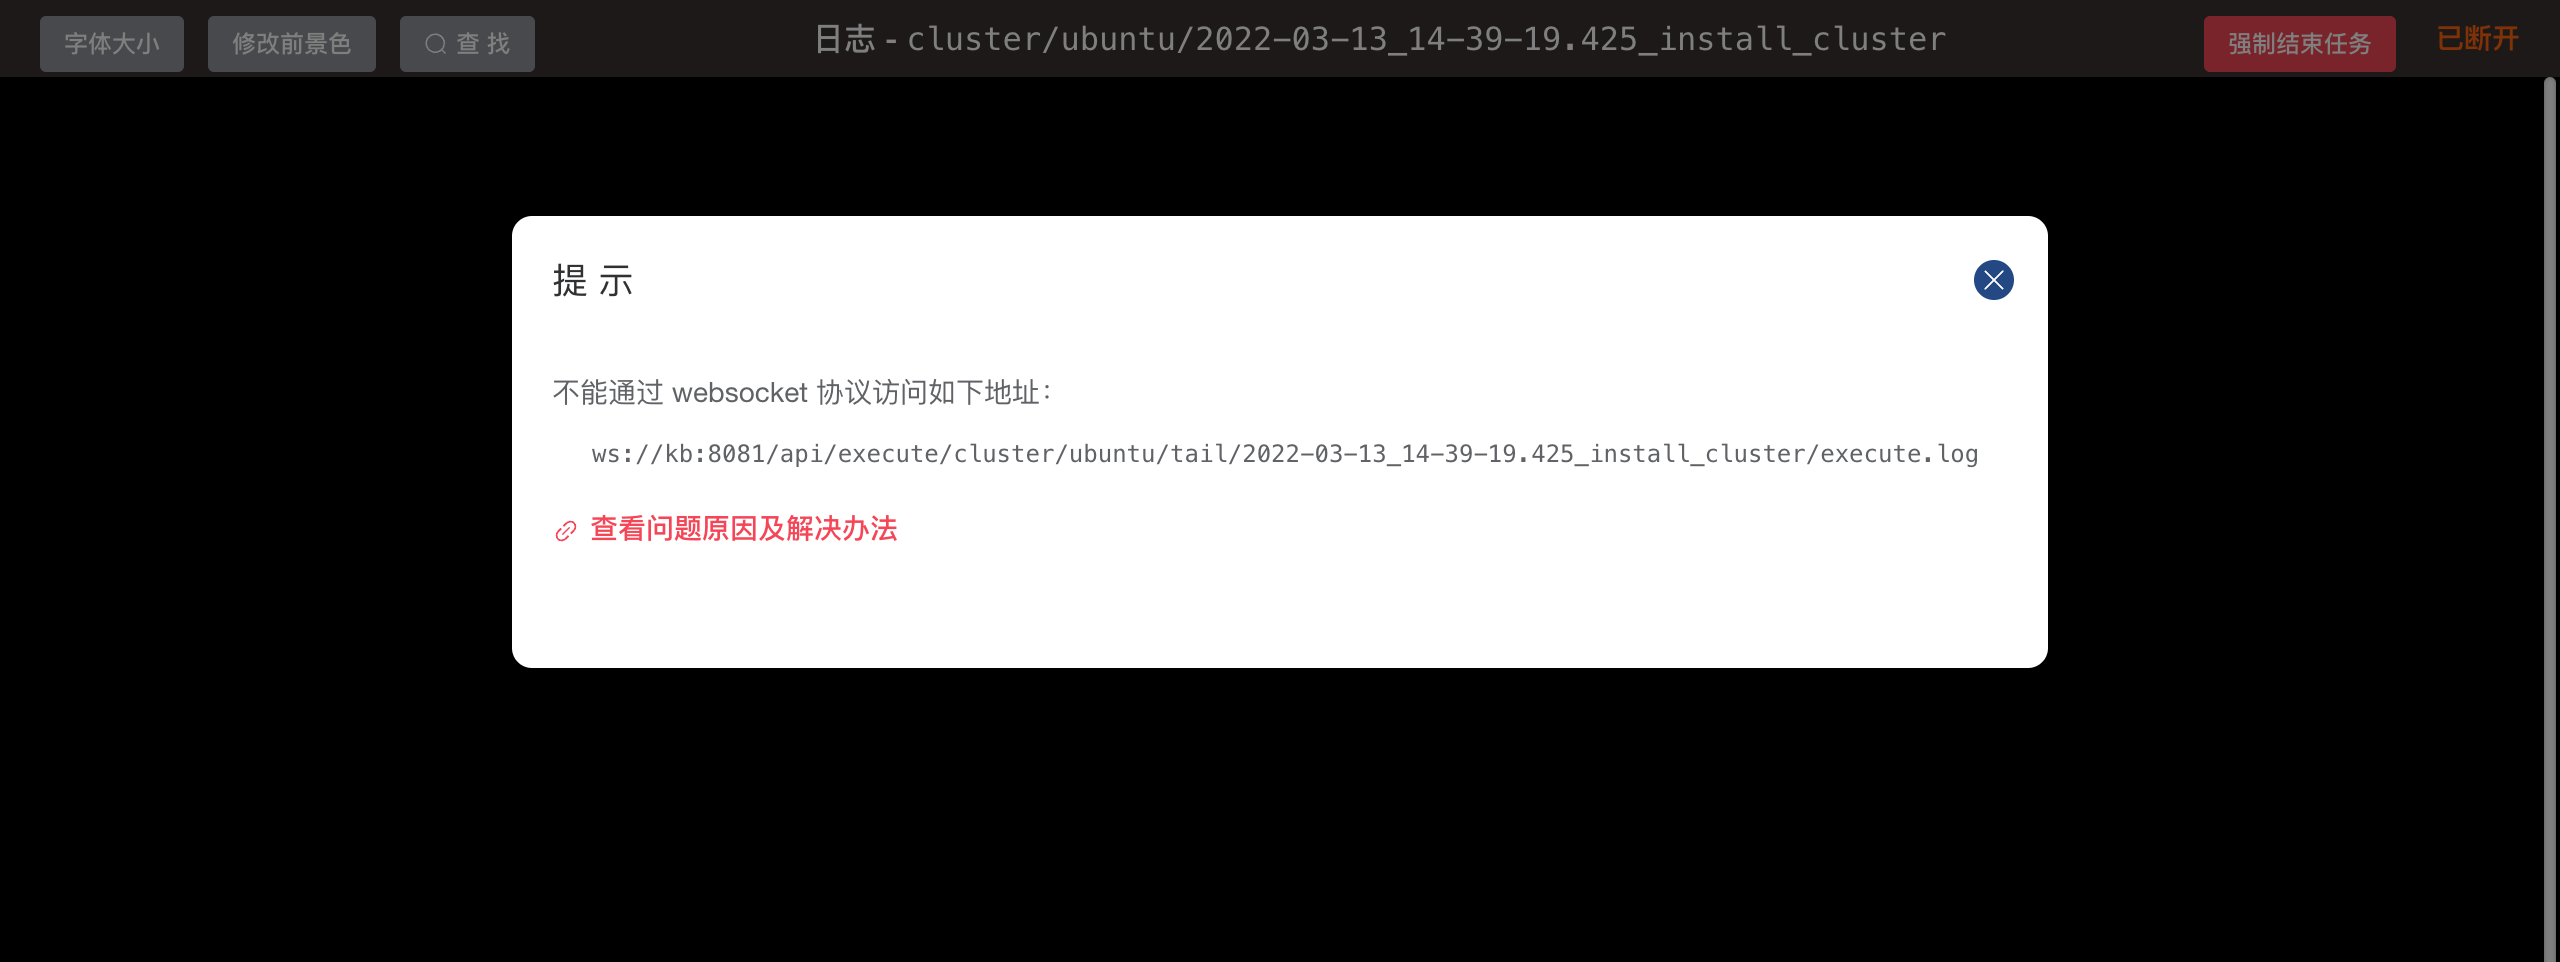 字体大小 修改前景色 查 找 日志 - cluster/ubuntu/2022-03-13_14-39-19.425_install_cluster 强制结束任务 已断开
提 示
不能通过 websocket 协议访问如下地址：
ws://kb:8081/api/execute/cluster/ubuntu/tail/2022-03-13_14-39-19.425_install_cluster/execute.log
查看问题原因及解决办法